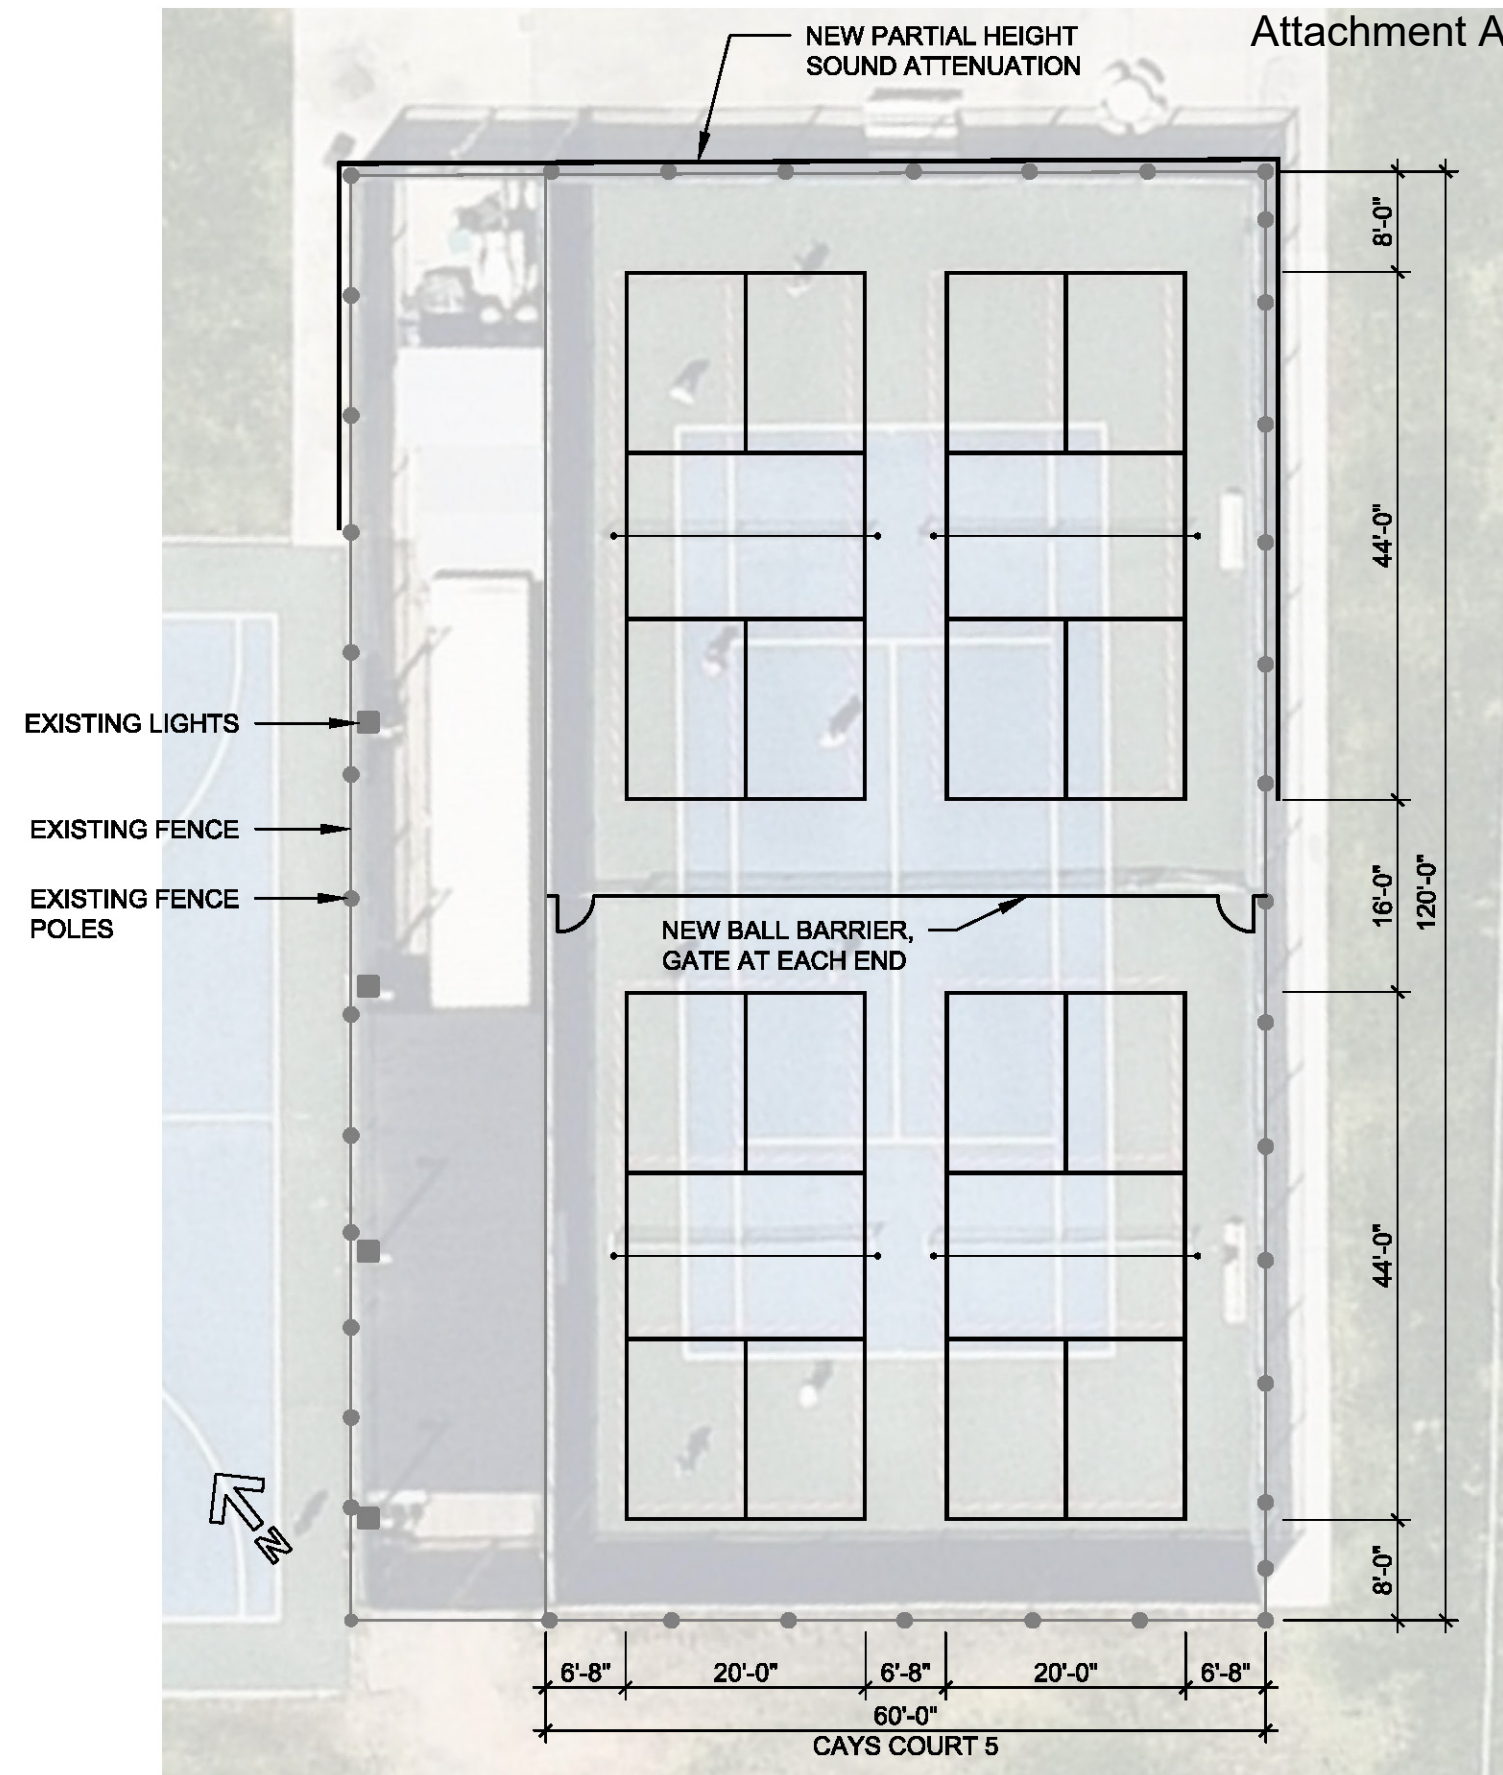 Attachment A
NEW PARTIAL HEIGHT
SOUND ATTENUATION
8'-0"
44'-0"
EXISTING LIGHTS
EXISTING FENCE
EXISTING FENCE
POLES
16'-0"
120'-0"
NEW BALL BARRIER,
GATE AT EACH END
44'-0"
N
8'-0"
6'-8"
20'-0"
6'-8"
20'-0"
6'-8"
60'-0"
CAYS COURT 5